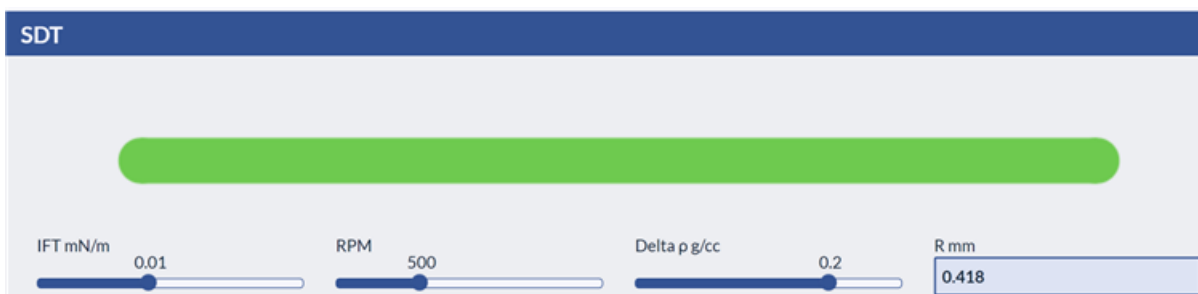 SDT
IFT mN/m
0.01
RPM
500
Delta ρ g/cc
0.2
R mm
0.418